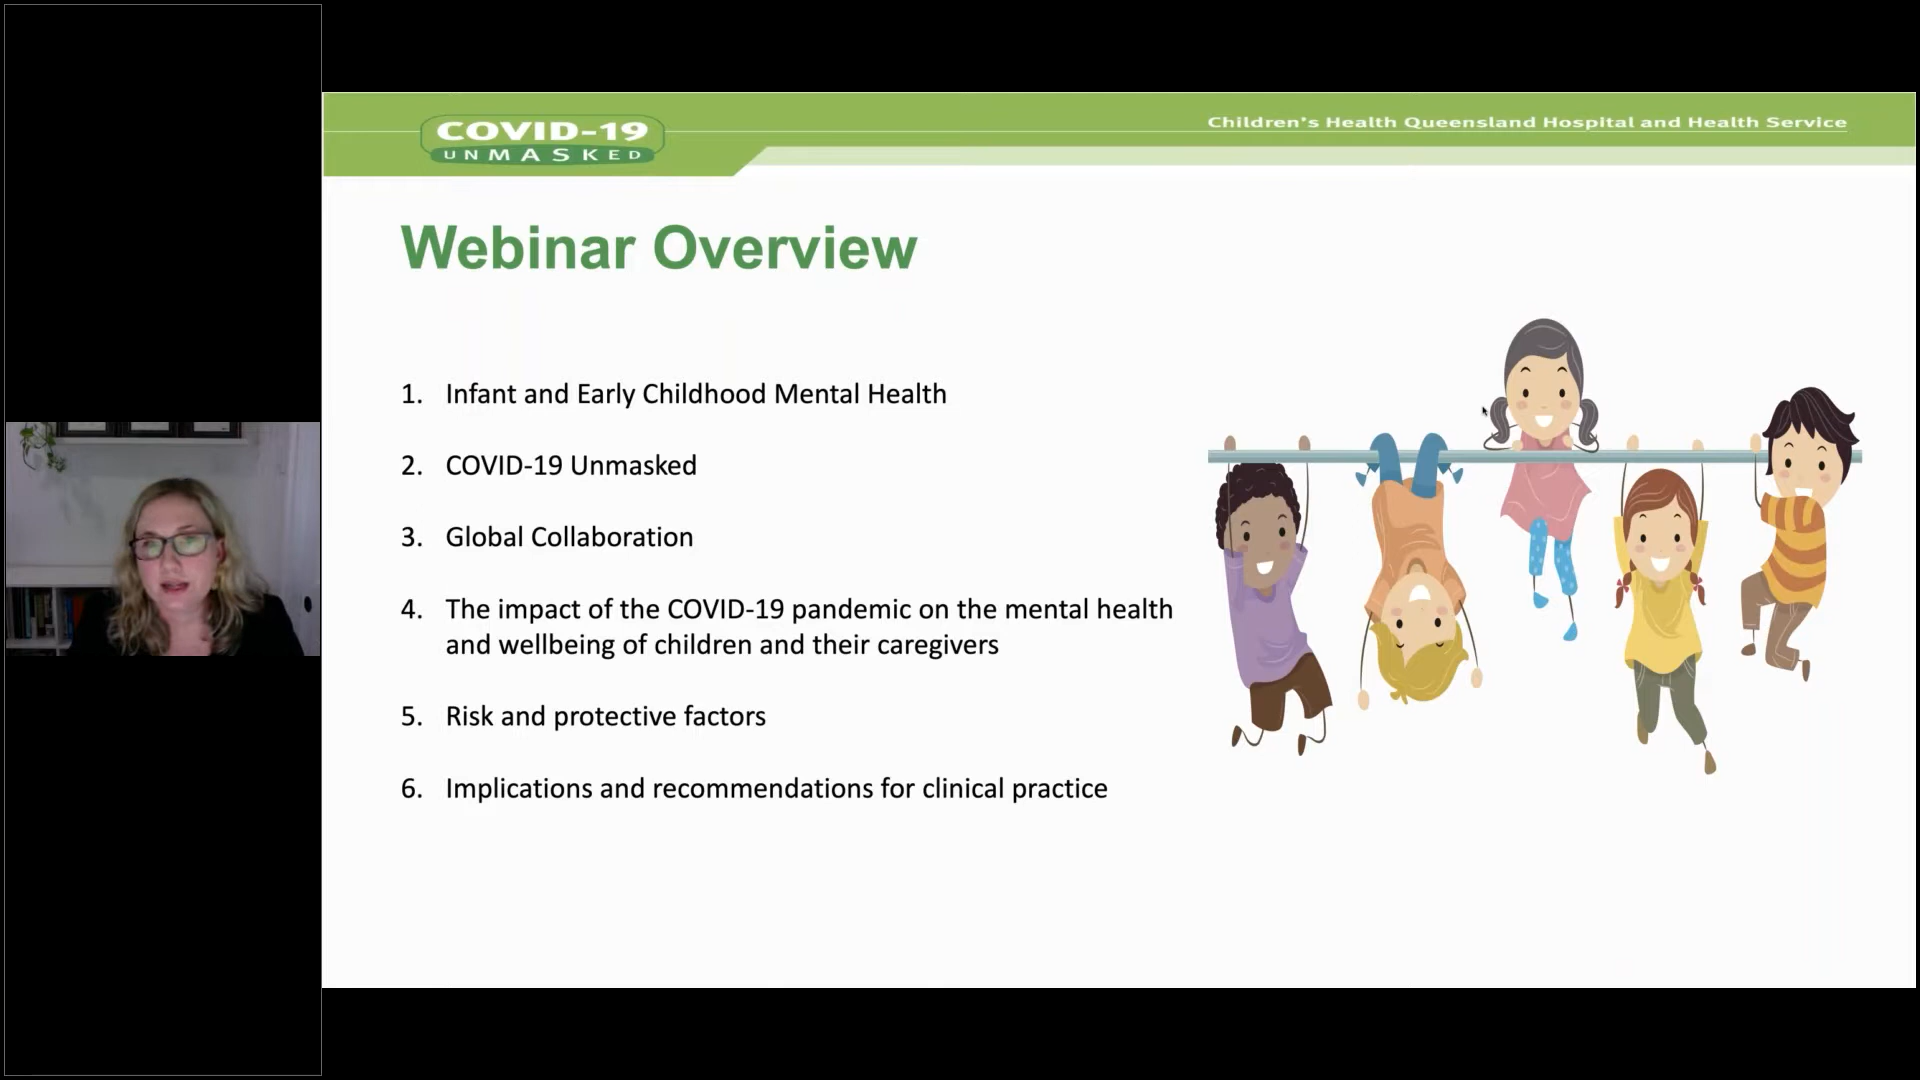 COVID-19
UNMASKED
Children's Health Queensland Hospital and Health Service
Webinar Overview
1. Infant and Early Childhood Mental Health
2. COVID-19 Unmasked
3. Global Collaboration
4. The impact of the COVID-19 pandemic on the mental health
and wellbeing of children and their caregivers
5. Risk and protective factors
6. Implications and recommendations for clinical practice